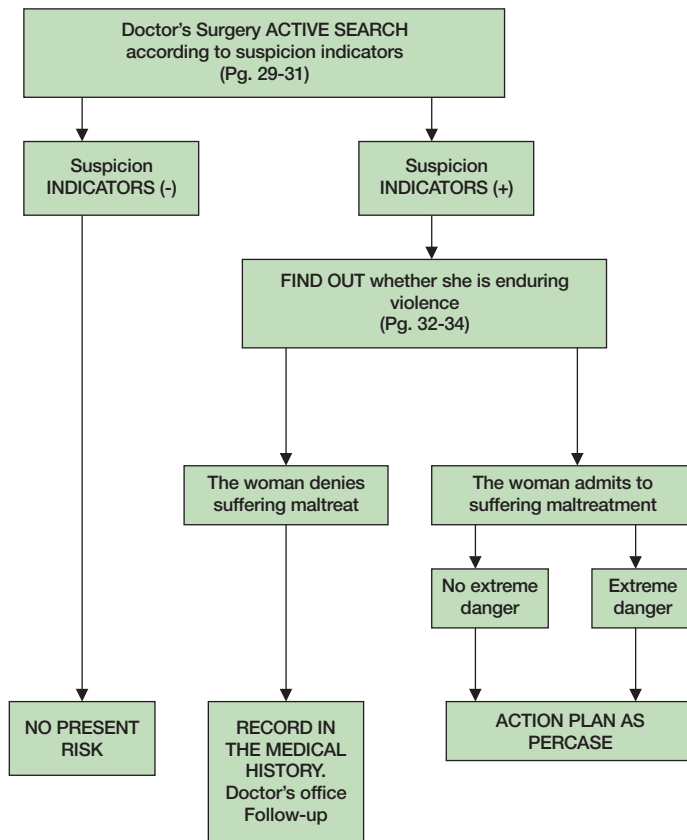 Doctor’s Surgery ACTIVE SEARCH
according to suspicion indicators
(Pg. 29-31)
Suspicion
INDICATORS (-)
Suspicion
INDICATORS (+)
FIND OUT whether she is enduring
violence
(Pg. 32-34)
The woman denies
suffering maltreat
The woman admits to
suffering maltreatment
No extreme
danger
Extreme
danger
NO PRESENT
RISK
RECORD IN
THE MEDICAL
HISTORY.
Doctor’s office
Follow-up
ACTION PLAN AS
PERCASE